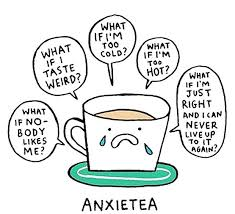 WHAT
IF NO-
BODY
LIKES
ME?
WHAT
IF I
TASTE
WEIRD?
WHAT
IF I'M
TOO
COLD?
WHAT
IF I'M
TOO
HOT?
WHAT IF
I'M JUST
RIGHT
AND I CAN
NEVER
LIVE UP
TO IT
AGAIN?
ANXIETEA